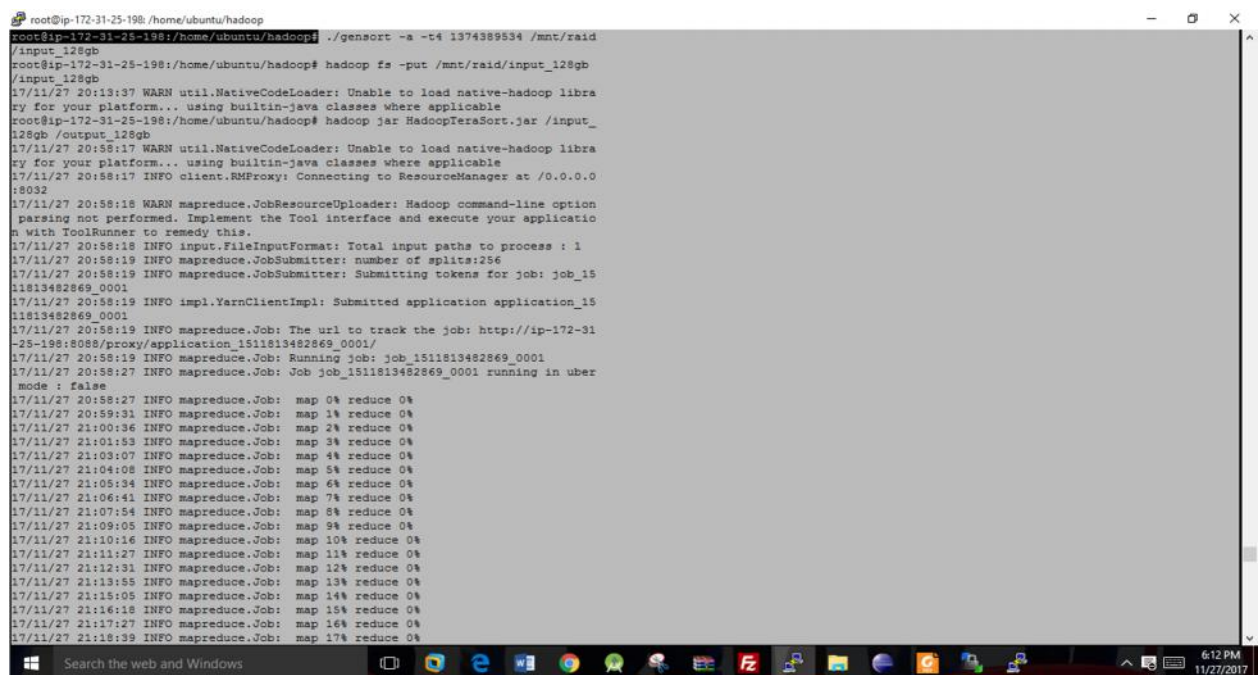 root@ip-172-31-25-198: /home/ubuntu/hadoop
root@ip-172-31-25-198:/home/ubuntu/hadoop# ./gensort -a -t4 1374389534 /mnt/raid
/input_128gb
root@ip-172-31-25-198:/home/ubuntu/hadoop# hadoop fs -put /mnt/raid/input_128gb
/input_128gb
17/11/27 20:13:37 WARN util.NativeCodeLoader: Unable to load native-hadoop libra
ry for your platform... using builtin-java classes where applicable
root@ip-172-31-25-198:/home/ubuntu/hadoop# hadoop jar HadoopTeraSort.jar /input_
128gb /output_128gb
17/11/27 20:58:17 WARN util.NativeCodeLoader: Unable to load native-hadoop libra
ry for your platform... using builtin-java classes where applicable
17/11/27 20:58:17 INFO client.RMProxy: Connecting to ResourceManager at /0.0.0.0
:8032
17/11/27 20:58:18 WARN mapreduce.JobResourceUploader: Hadoop command-line option
 parsing not performed. Implement the Tool interface and execute your applicatio
n with ToolRunner to remedy this.
17/11/27 20:58:18 INFO input.FileInputFormat: Total input paths to process : 1
17/11/27 20:58:19 INFO mapreduce.JobSubmitter: number of splits:256
17/11/27 20:58:19 INFO mapreduce.JobSubmitter: Submitting tokens for job: job_15
11813482869_0001
17/11/27 20:58:19 INFO impl.YarnClientImpl: Submitted application application_15
11813482869_0001
17/11/27 20:58:19 INFO mapreduce.Job: The url to track the job: http://ip-172-31
-25-198:8088/proxy/application_1511813482869_0001/
17/11/27 20:58:19 INFO mapreduce.Job: Running job: job_1511813482869_0001
17/11/27 20:58:27 INFO mapreduce.Job: Job job_1511813482869_0001 running in uber
 mode : false
17/11/27 20:58:27 INFO mapreduce.Job:  map 0% reduce 0%
17/11/27 20:59:31 INFO mapreduce.Job:  map 1% reduce 0%
17/11/27 21:00:36 INFO mapreduce.Job:  map 2% reduce 0%
17/11/27 21:01:53 INFO mapreduce.Job:  map 3% reduce 0%
17/11/27 21:03:07 INFO mapreduce.Job:  map 4% reduce 0%
17/11/27 21:04:08 INFO mapreduce.Job:  map 5% reduce 0%
17/11/27 21:05:34 INFO mapreduce.Job:  map 6% reduce 0%
17/11/27 21:06:41 INFO mapreduce.Job:  map 7% reduce 0%
17/11/27 21:07:54 INFO mapreduce.Job:  map 8% reduce 0%
17/11/27 21:09:05 INFO mapreduce.Job:  map 9% reduce 0%
17/11/27 21:10:16 INFO mapreduce.Job:  map 10% reduce 0%
17/11/27 21:11:27 INFO mapreduce.Job:  map 11% reduce 0%
17/11/27 21:12:31 INFO mapreduce.Job:  map 12% reduce 0%
17/11/27 21:13:55 INFO mapreduce.Job:  map 13% reduce 0%
17/11/27 21:15:05 INFO mapreduce.Job:  map 14% reduce 0%
17/11/27 21:16:18 INFO mapreduce.Job:  map 15% reduce 0%
17/11/27 21:17:27 INFO mapreduce.Job:  map 16% reduce 0%
17/11/27 21:18:39 INFO mapreduce.Job:  map 17% reduce 0%
Search the web and Windows
6:12 PM
11/27/2017